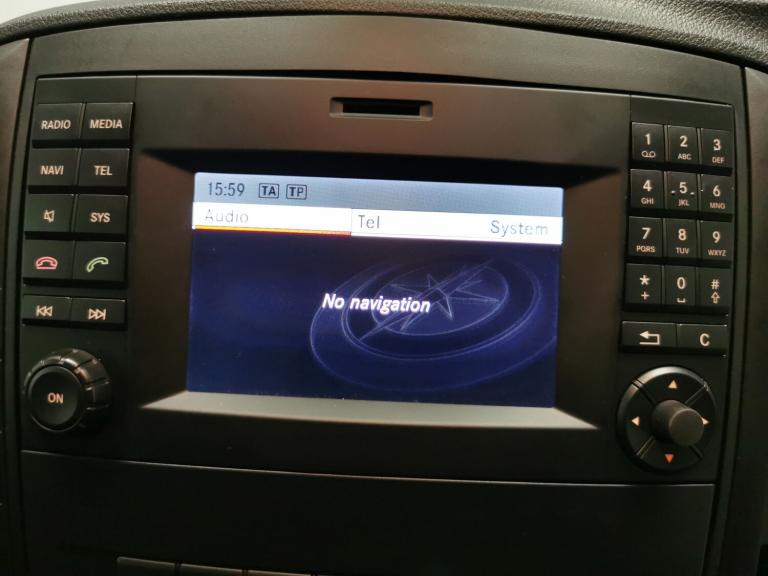 RADIO MEDIA
NAVI TEL
SYS
ON
15:59 TA TP
Audio Tel System
No navigation
1 2 ABC 3 DEF
4 GHI 5 JKL 6 MNO
7 PQRS 8 TUV 9 WXYZ
* + 0 #
C